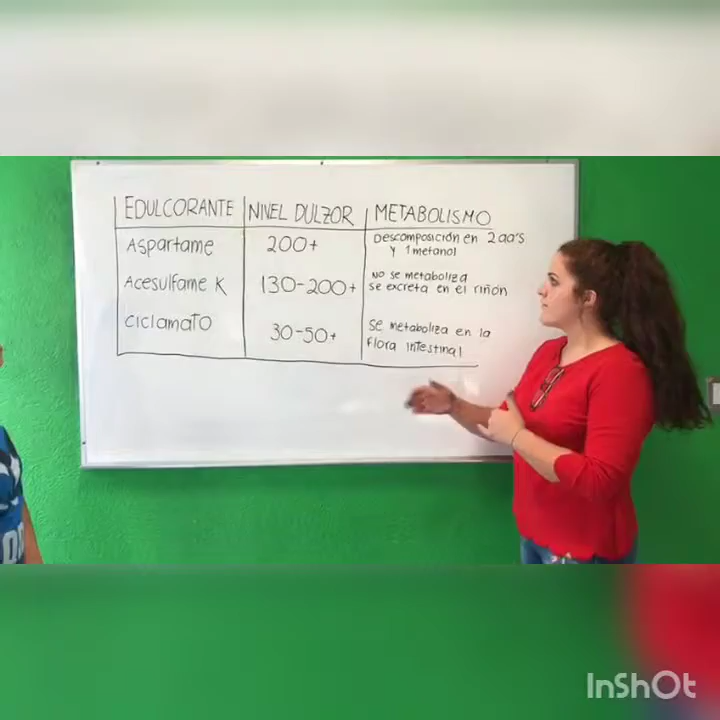 EDULCORANTE NIVEL DULZOR METABOLISMO
Aspartame 200+ Descomposición en 2 aa's
y 1 metanol
Acesulfame K 130-200+ No se metaboliza
se excreta en el riñon
Ciclamato 30-50+ Se metaboliza en la
flora intestinal
InShOt